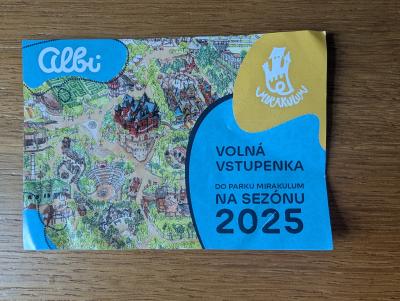 albi
MIRAKULUM
VOLNÁ
VSTUPENKA
DO PARKU MIRAKULUM
NA SEZÓNU
2025